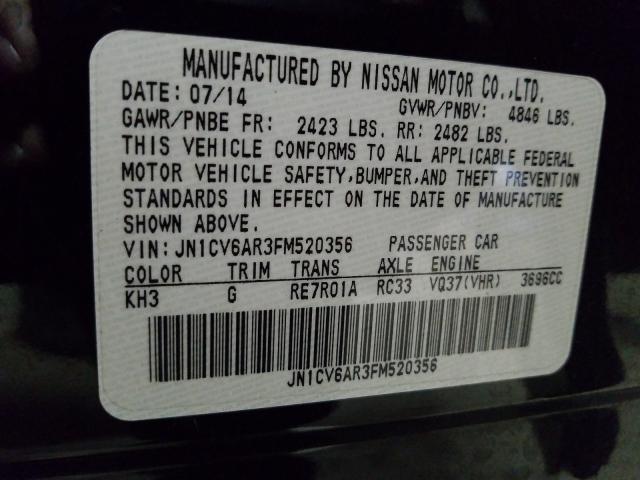 MANUFACTURED BY NISSAN MOTOR CO.,LTD.
DATE: 07/14 GVWR/PNBV: 4846 LBS.
GAWR/PNBE FR: 2423 LBS. RR: 2482 LBS.
THIS VEHICLE CONFORMS TO ALL APPLICABLE FEDERAL
MOTOR VEHICLE SAFETY,BUMPER,AND THEFT PREVENTION
STANDARDS IN EFFECT ON THE DATE OF MANUFACTURE
SHOWN ABOVE.
VIN: JN1CV6AR3FM520356 PASSENGER CAR
COLOR TRIM TRANS AXLE ENGINE
KH3 G RE7R01A RC33 VQ37(VHR) 3696CC
JN1CV6AR3FM520356